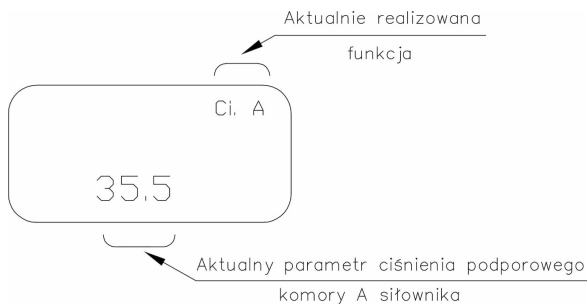 Aktualnie realizowana
funkcja
Ci. A
35.5
Aktualny parametr ciśnienia podporowego
komory A siłownika